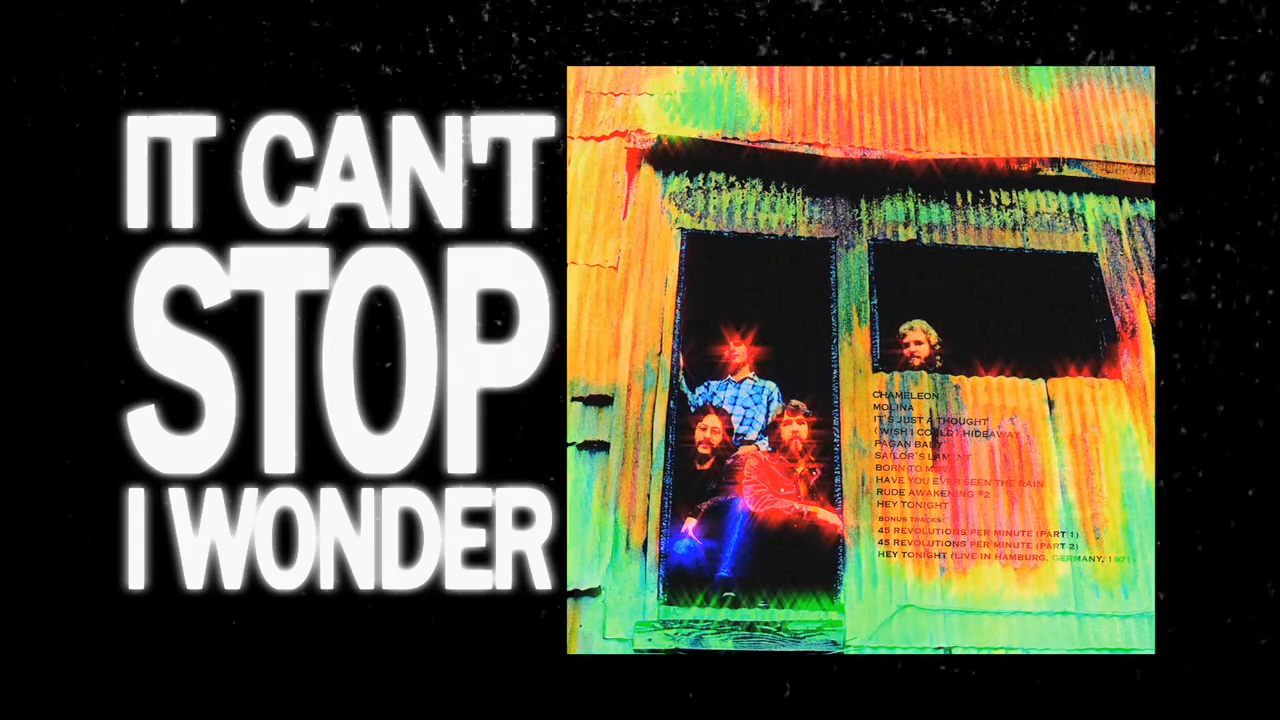 IT CAN'T
STOP
I WONDER
CHAMELEON
MOLINA
IT'S JUST A THOUGHT
(WISH I COULD) HIDEAWAY
PAGAN BABY
SAILOR'S LAMENT
BORN TO MOVE
HAVE YOU EVER SEEN THE RAIN
RUDE AWAKENING #2
HEY TONIGHT
BONUS TRACKS:
45 REVOLUTIONS PER MINUTE (PART 1)
45 REVOLUTIONS PER MINUTE (PART 2)
HEY TONIGHT (LIVE IN HAMBURG, GERMANY, 1971)